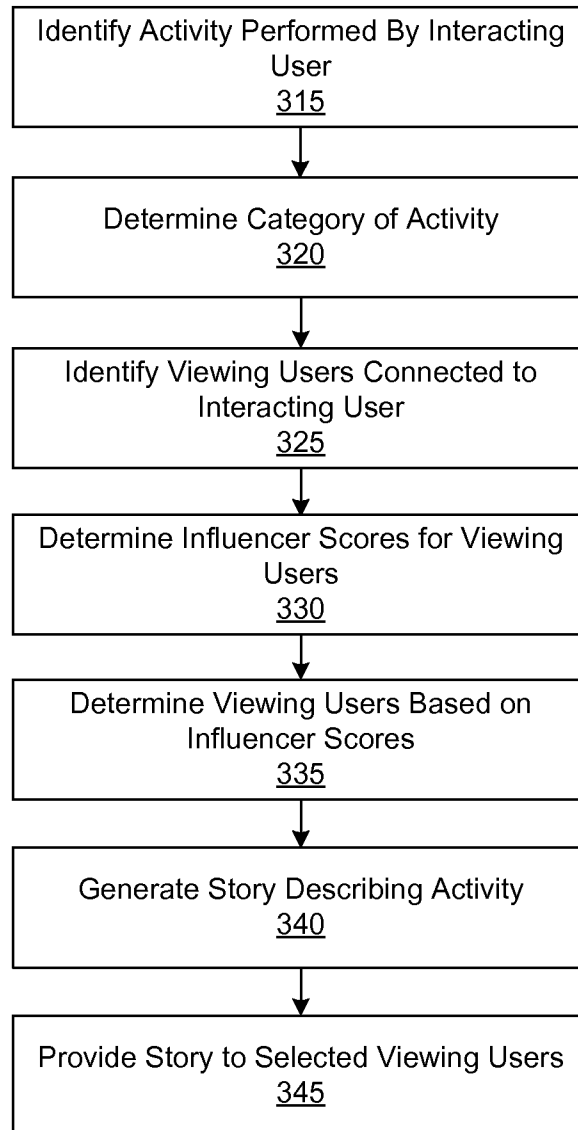 Identify Activity Performed By Interacting
User
315
Determine Category of Activity
320
Identify Viewing Users Connected to
Interacting User
325
Determine Influencer Scores for Viewing
Users
330
Determine Viewing Users Based on
Influencer Scores
335
Generate Story Describing Activity
340
Provide Story to Selected Viewing Users
345